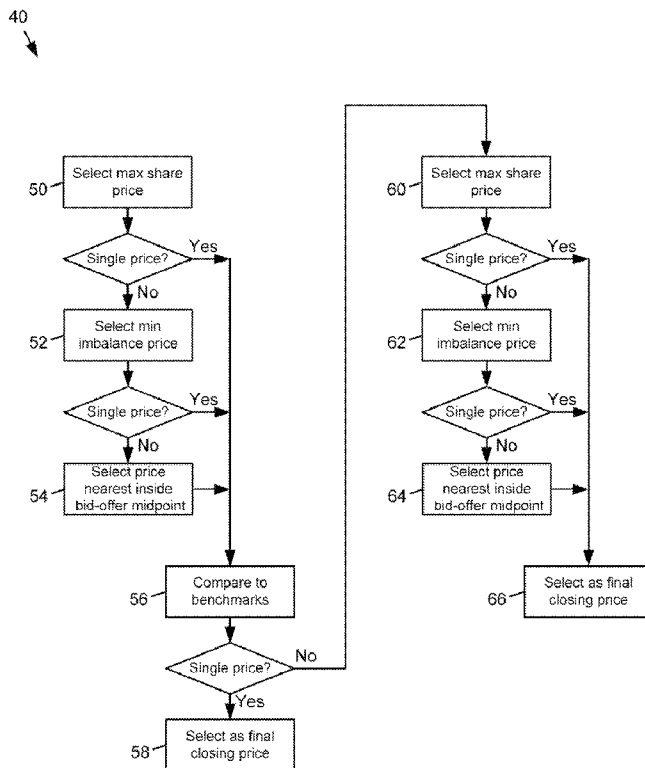 40
50
Select max share
price
Single price?
Yes
No
52
Select min
imbalance price
Single price?
Yes
No
54
Select price
nearest inside
bid-offer midpoint
56
Compare to
benchmarks
Single price?
No
Yes
58
Select as final
closing price
60
Select max share
price
Single price?
Yes
No
62
Select min
imbalance price
Single price?
Yes
No
64
Select price
nearest inside
bid-offer midpoint
66
Select as final
closing price